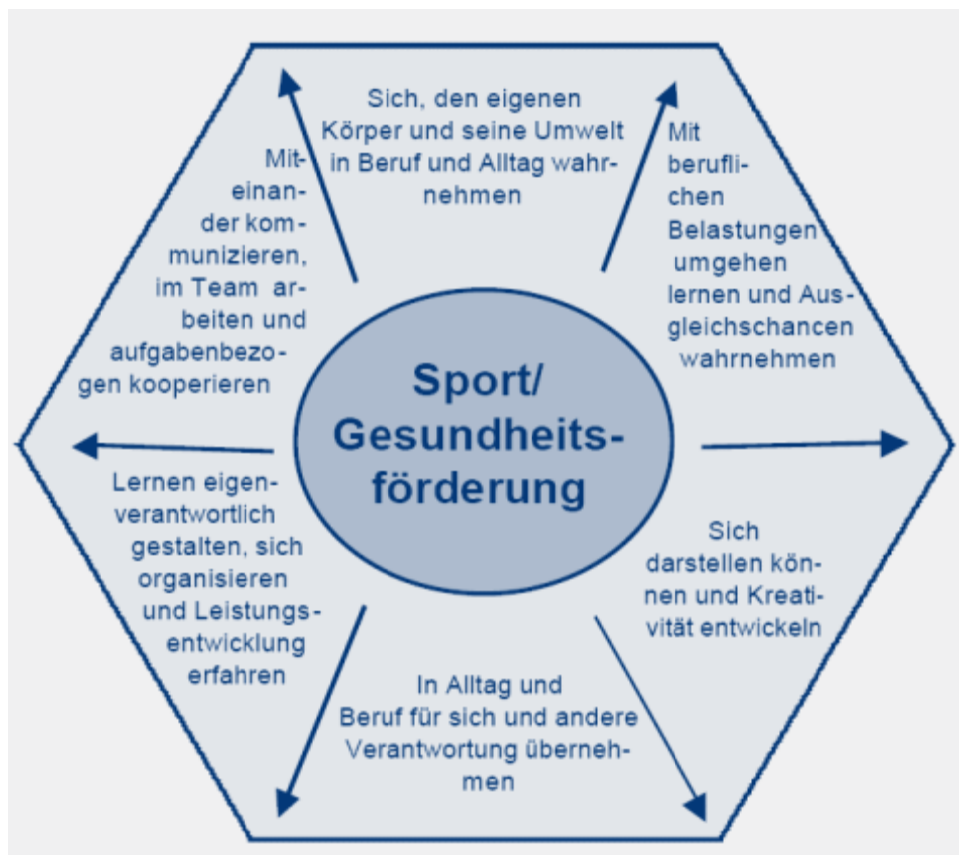 Sich, den eigenen
Körper und seine Umwelt
in Beruf und Alltag wahr-
nehmen
Mit
berufli-
chen
Belastungen
umgehen
lernen und Aus-
gleichschancen
wahrnehmen
Mit-
einan-
der kom-
munizieren,
im Team ar-
beiten und
aufgabenbezo-
gen kooperieren
Sport/
Gesundheits-
förderung
Lernen eigen-
verantwortlich
gestalten, sich
organisieren
und Leistungs-
entwicklung
erfahren
Sich
darstellen kön-
nen und Kreati-
vität entwickeln
In Alltag und
Beruf für sich und andere
Verantwortung überneh-
men